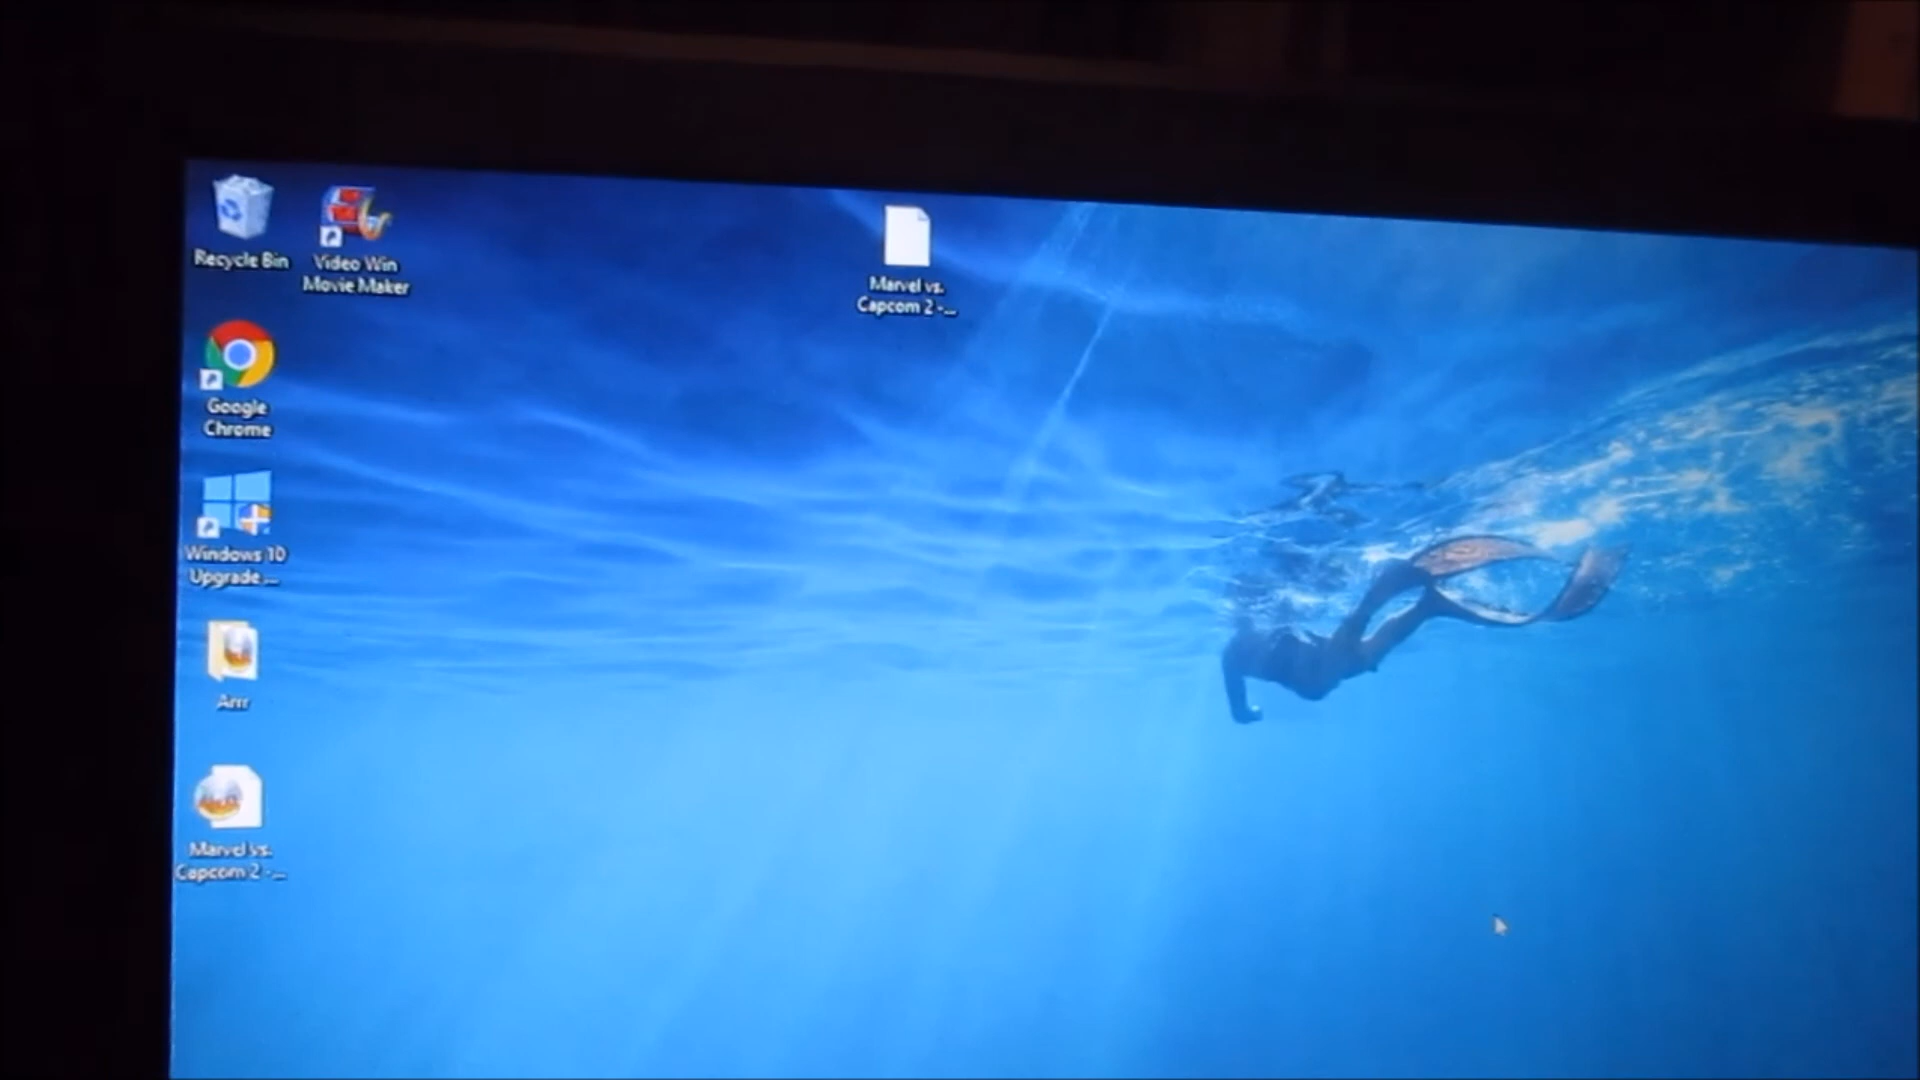 Recycle Bin
Video Win
Movie Maker
Marvel vs.
Capcom 2 -...
Google
Chrome
Windows 10
Upgrade ...
Arrr
Marvel vs.
Capcom 2 -...